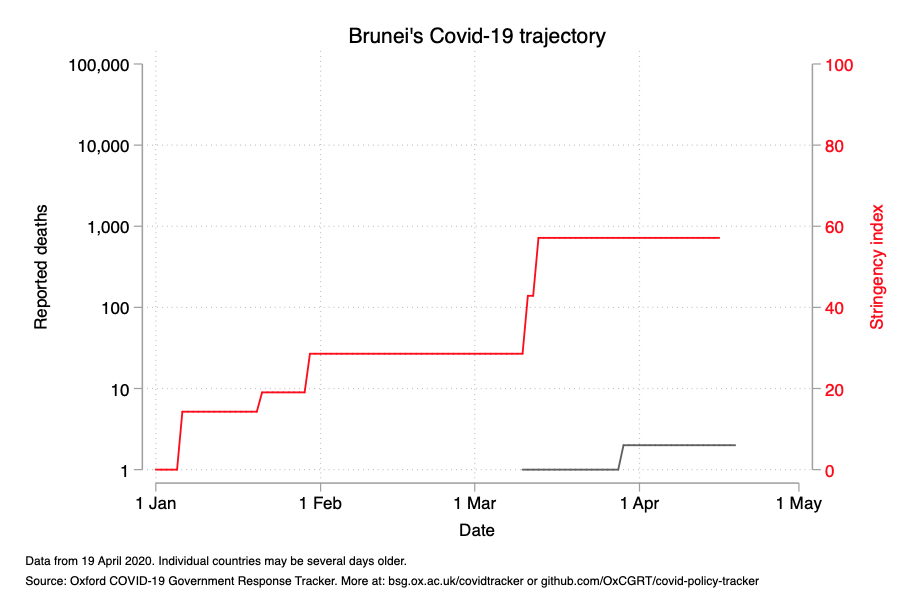 Brunei's Covid-19 trajectory
100,000
10,000
1,000
100
10
1
Reported deaths
100
80
60
40
20
0
Stringency index
1 Jan
1 Feb
1 Mar
1 Apr
1 May
Date
Data from 19 April 2020. Individual countries may be several days older.
Source: Oxford COVID-19 Government Response Tracker. More at: bsg.ox.ac.uk/covidtracker or github.com/OxCGRT/covid-policy-tracker